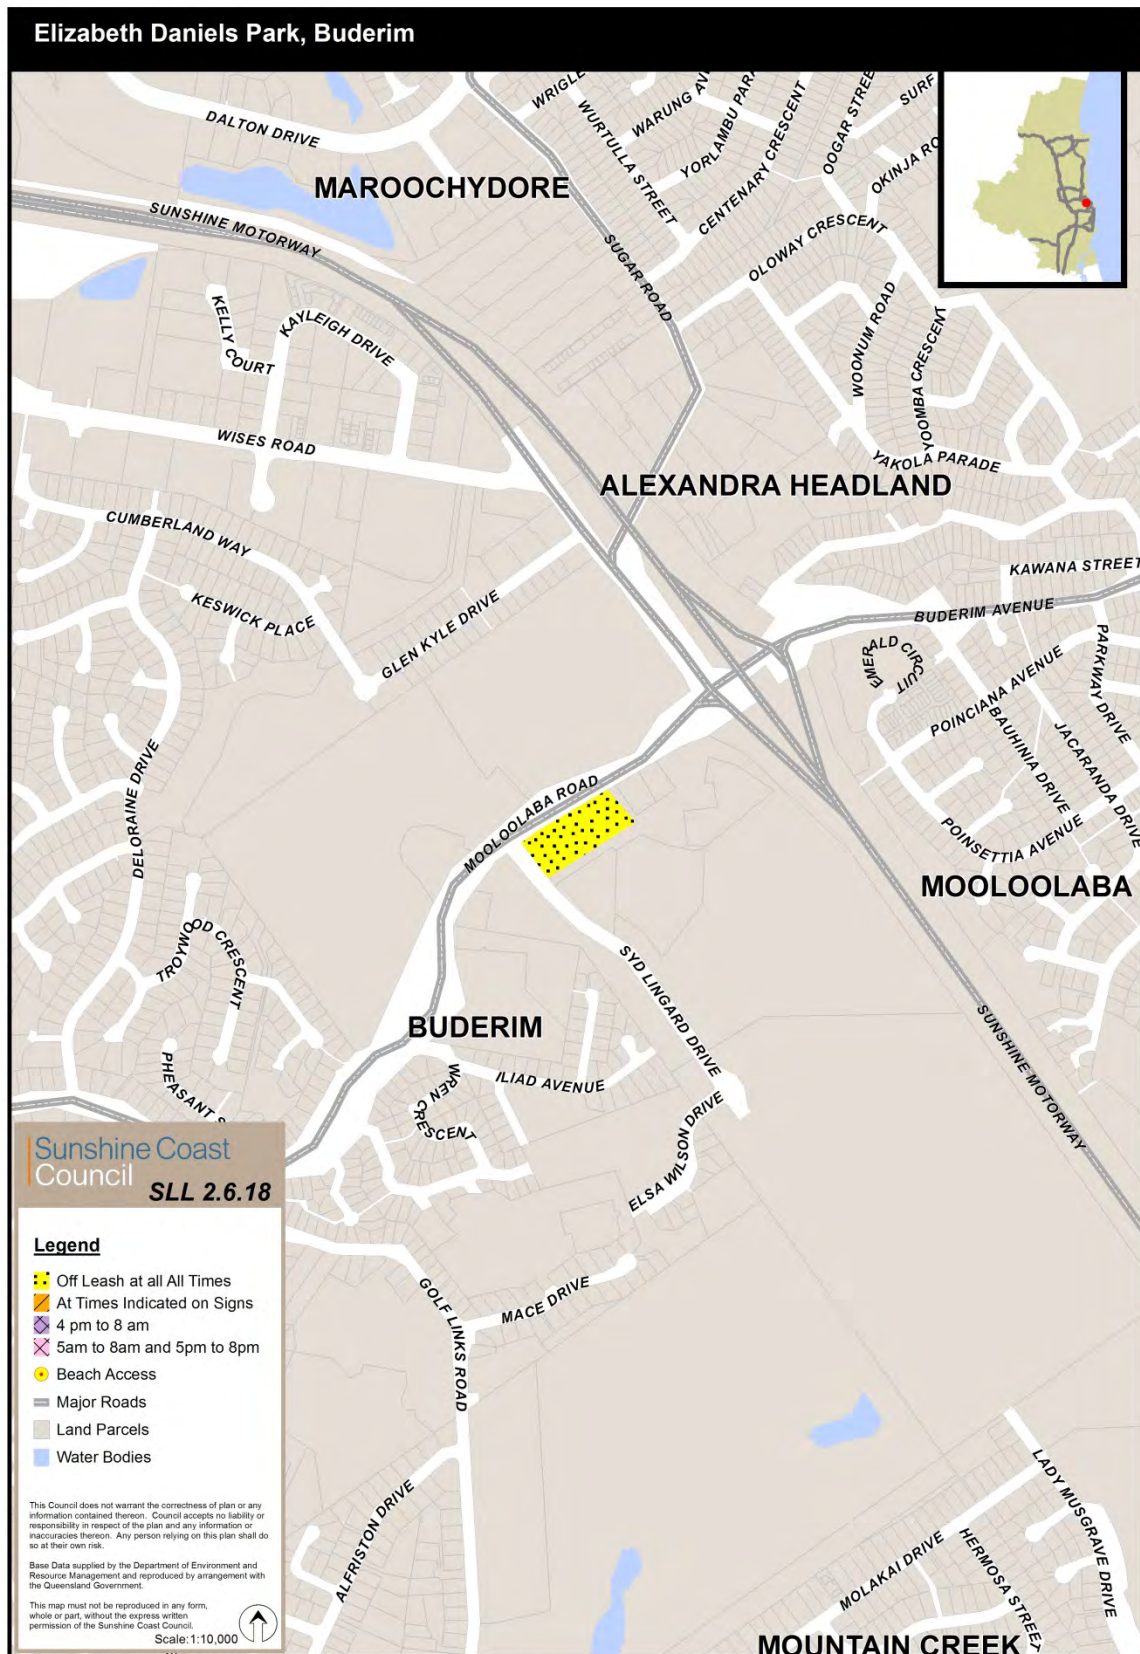 Elizabeth Daniels Park, Buderim
DALTON DRIVE
MAROOCHYDORE
SUNSHINE MOTORWAY
WURTULLA STREET
WARUNG
YORLAMBU
CENTENARY CRESCENT
SURF
OLOWAY CRESCENT
SUGAR ROAD
KELLY COURT
KAYLEIGH DRIVE
WOONUM ROAD
YOOMBA CRESCENT
WISES ROAD
YAKOLA PARADE
ALEXANDRA HEADLAND
CUMBERLAND WAY
KESWICK PLACE
GLEN KYLE DRIVE
KAWANA STREET
BUDERIM AVENUE
EMERALD CIRCUIT
POINCIANA AVENUE
PARKWAY DRIVE
BAUHINIA DRIVE
JACARANDA DRIVE
DELORAINE DRIVE
MOOLOOLABA ROAD
POINSETTIA AVENUE
MOOLOOLABA
TROYWOOD CRESCENT
SYD LINGARD DRIVE
SUNSHINE MOTORWAY
BUDERIM
PHEASANT
WREN CRESCENT
ILIAD AVENUE
ELSA WILSON DRIVE
Sunshine Coast
Council
SLL 2.6.18
Legend
Off Leash at all All Times
At Times Indicated on Signs
4 pm to 8 am
5am to 8am and 5pm to 8pm
Beach Access
Major Roads
Land Parcels
Water Bodies
This Council does not warrant the correctness of plan or any
information contained thereon. Council accepts no liability or
responsibility in respect of the plan and any information or
inaccuracies thereon. Any person relying on this plan shall do
so at their own risk.
Base Data supplied by the Department of Environment and
Resource Management and reproduced by arrangement with
the Queensland Government.
This map must not be reproduced in any form,
whole or part, without the express written
permission of the Sunshine Coast Council.
Scale:1:10,000
GOLF LINKS ROAD
MACE DRIVE
ALFRISTON DRIVE
LADY MUSGRAVE DRIVE
MOLAKAI DRIVE
HERMOSA STREET
MOUNTAIN CREEK